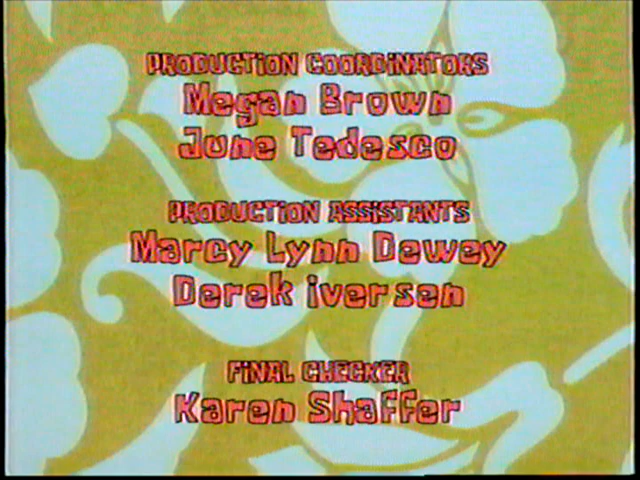 PRODUCTION COORDINATORS
Megan Brown
June Tedesco
PRODUCTION ASSISTANTS
Marcy Lynn Dewey
Derek iversen
FiNAL CHECKER
Karen Shaffer